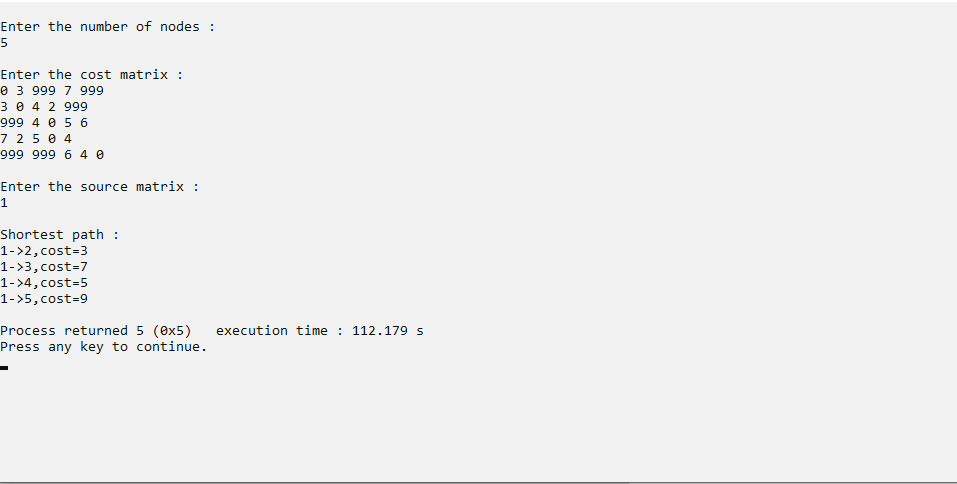 Enter the number of nodes :
5
Enter the cost matrix :
0 3 999 7 999
3 0 4 2 999
999 4 0 5 6
7 2 5 0 4
999 999 6 4 0
Enter the source matrix :
1
Shortest path :
1->2,cost=3
1->3,cost=7
1->4,cost=5
1->5,cost=9
Process returned 5 (0x5)   execution time : 112.179 s
Press any key to continue.